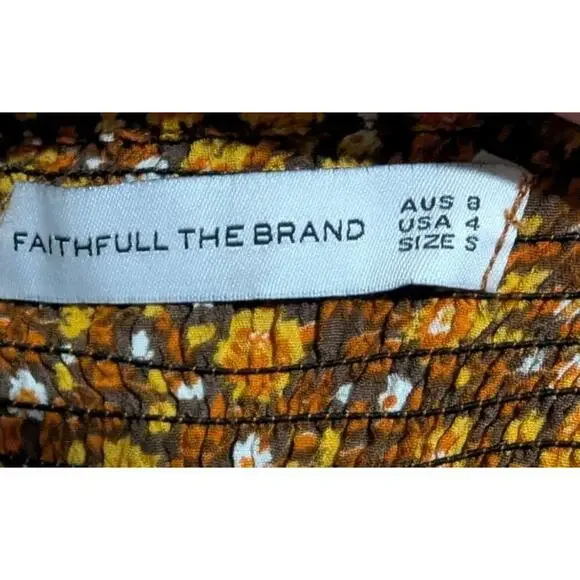 FAITHFULL THE BRAND
AUS 8
USA 4
SIZE S